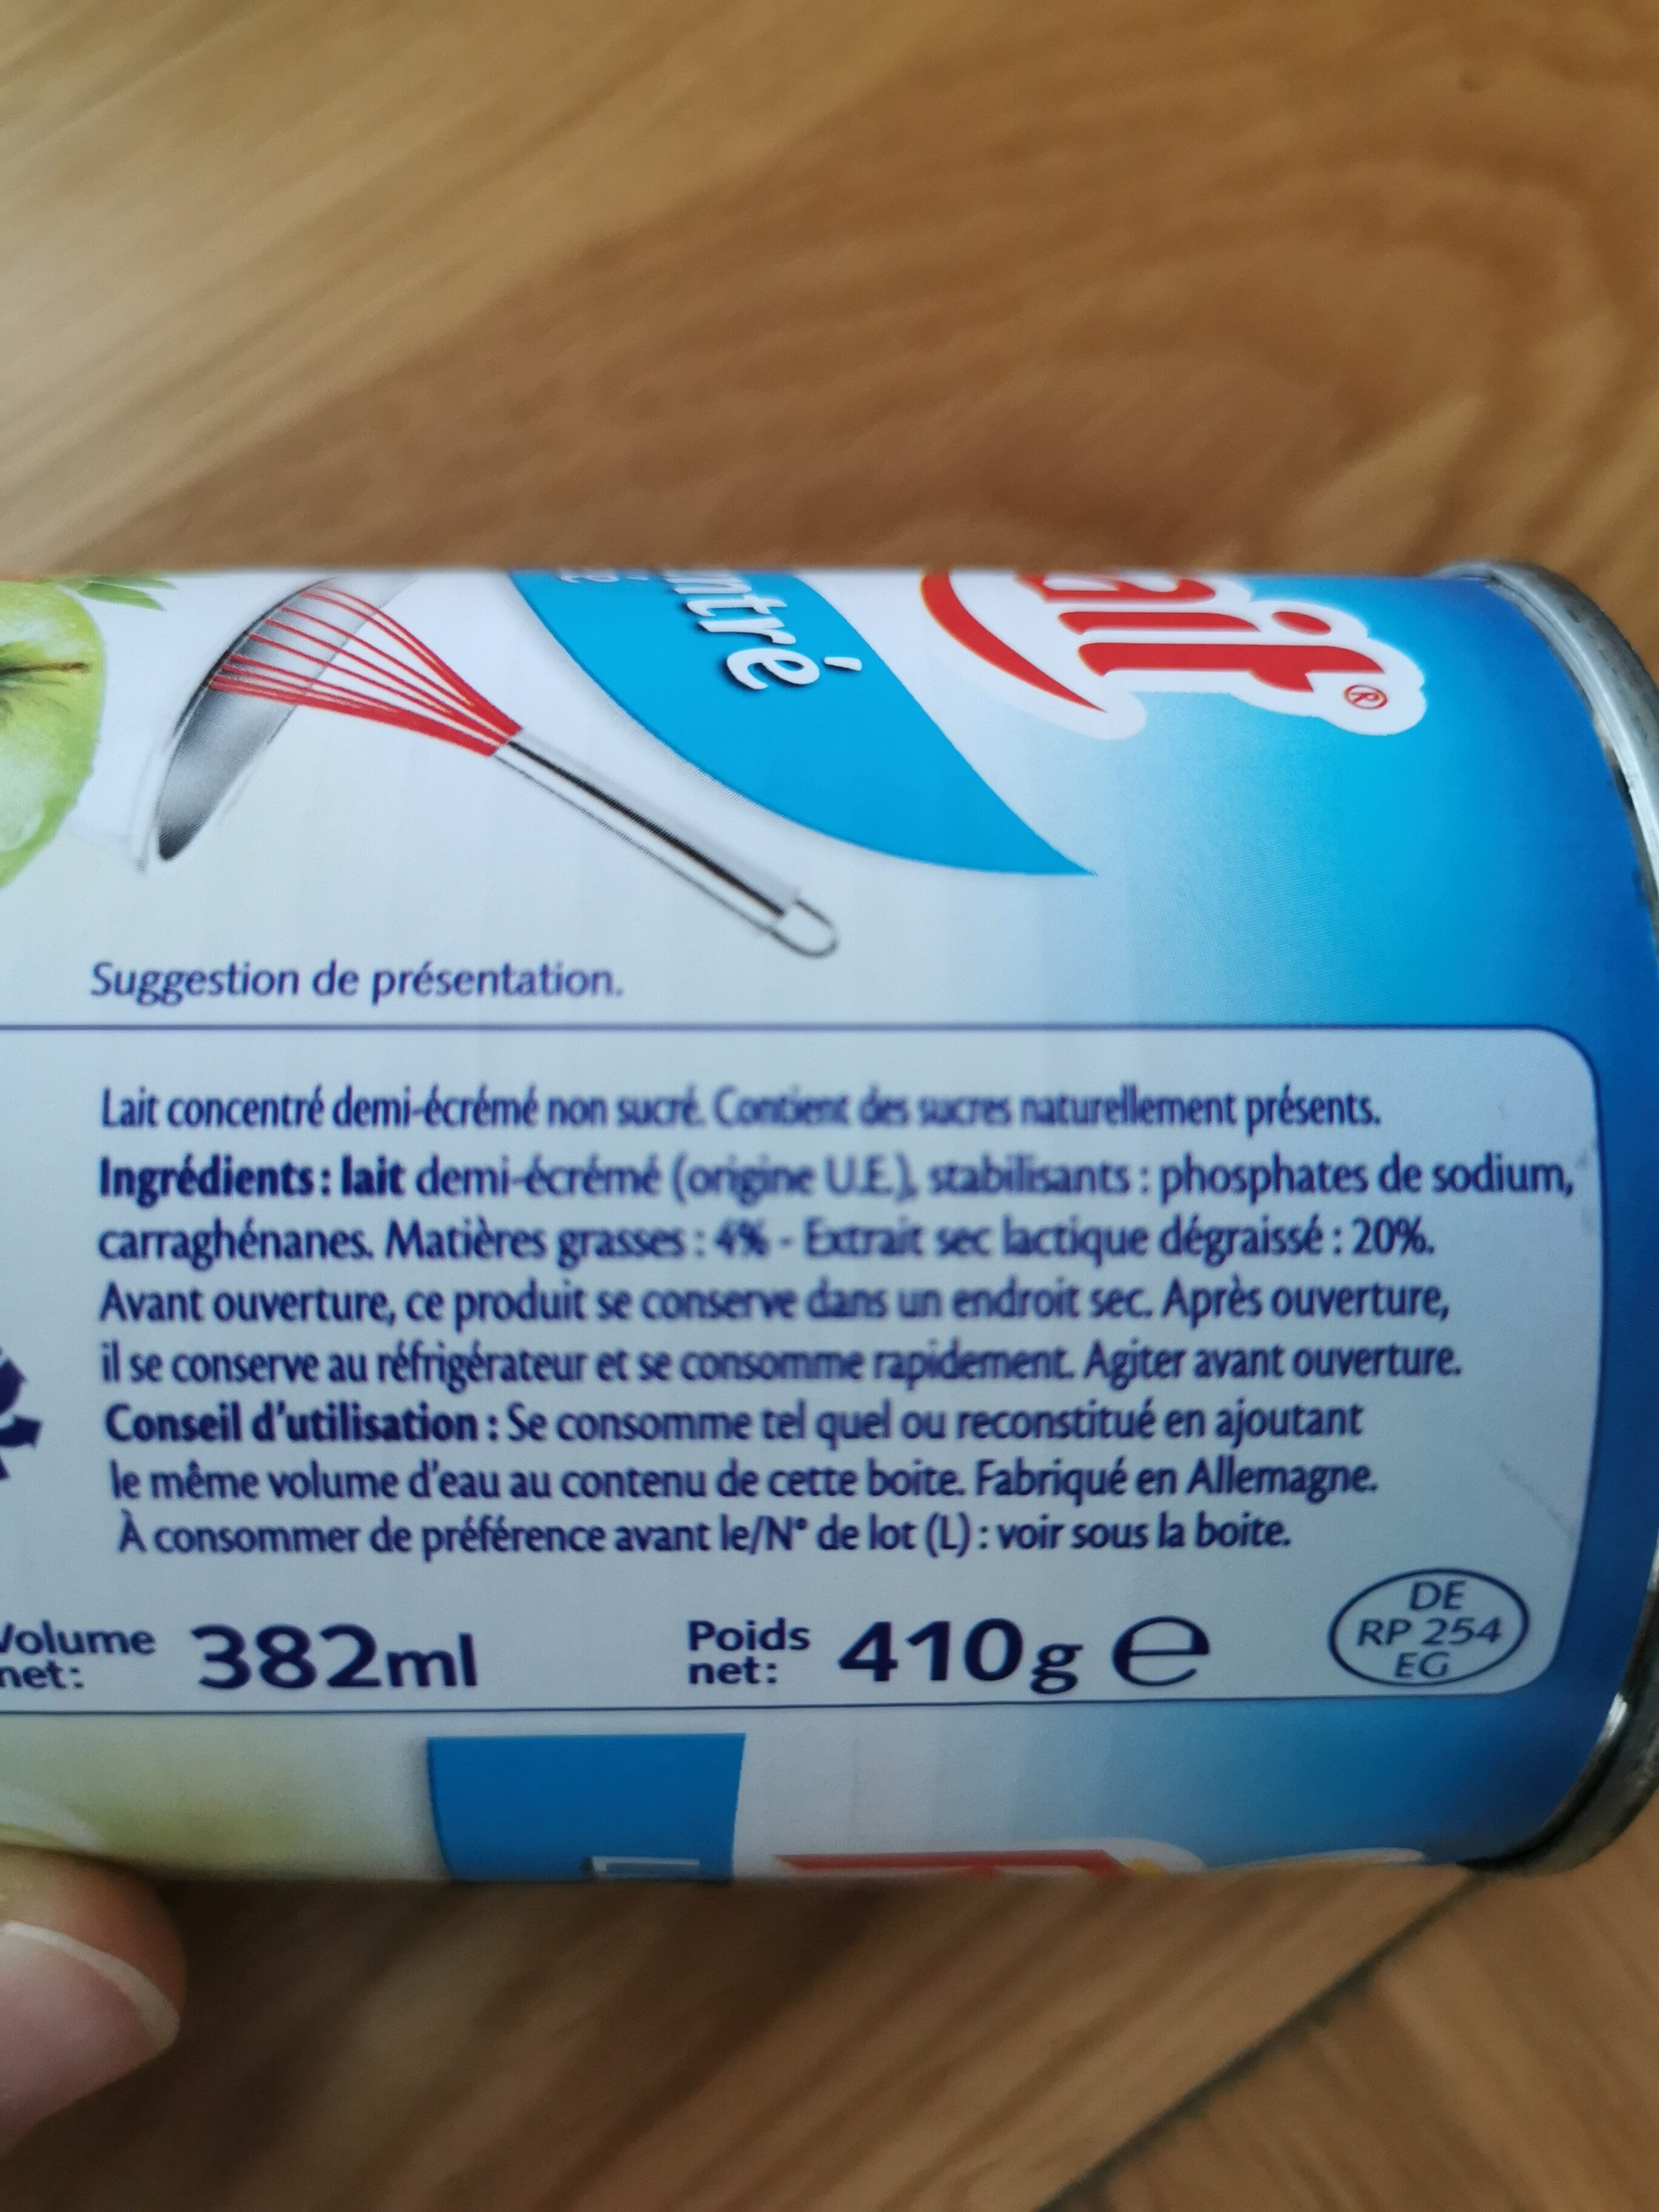 ait®
ntré
Suggestion de présentation.
Lait concentré demi-écrémé non sucré. Contient des sucres naturellement présents.
Ingrédients : lait demi-écrémé (origine U.E.), stabilisants : phosphates de sodium,
carraghénanes. Matières grasses : 4% - Extrait sec lactique dégraissé : 20%.
Avant ouverture, ce produit se conserve dans un endroit sec. Après ouverture,
il se conserve au réfrigérateur et se consomme rapidement. Agiter avant ouverture.
Conseil d'utilisation : Se consomme tel quel ou reconstitué en ajoutant
le même volume d'eau au contenu de cette boite. Fabriqué en Allemagne.
À consommer de préférence avant le/N° de lot (L) : voir sous la boite.
Volume net: 382ml Poids net: 410g e
DE
RP 254
EG